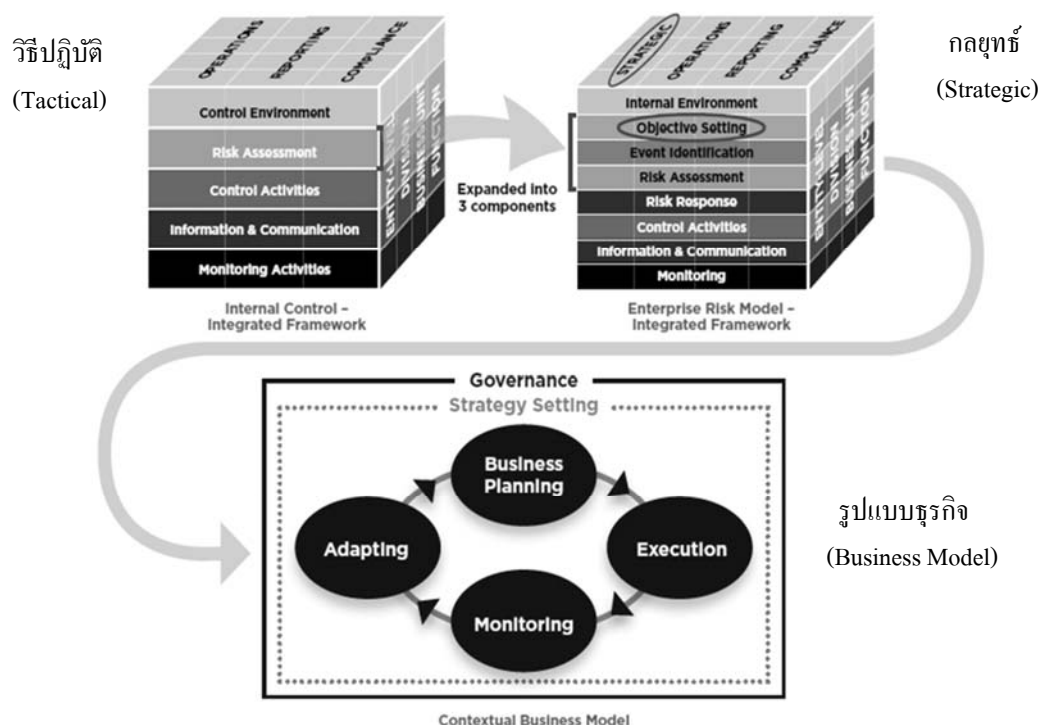 วิธีปฏิบัติ
(Tactical)
OPERATIONS
REPORTING
COMPLIANCE
Control Environment
Risk Assessment
Control Activities
Information & Communication
Monitoring Activities
ENTITY LEVEL
DIVISION
BUSINESS UNIT
FUNCTION
Internal Control –
Integrated Framework
Expanded into
3 components
STRATEGIC
OPERATIONS
REPORTING
COMPLIANCE
Internal Environment
Objective Setting
Event Identification
Risk Assessment
Risk Response
Control Activities
Information & Communication
Monitoring
ENTITY LEVEL
DIVISION
BUSINESS UNIT
FUNCTION
Enterprise Risk Model –
Integrated Framework
กลยุทธ์
(Strategic)
Governance
Strategy Setting
Business
Planning
Adapting
Execution
Monitoring
รูปแบบธุรกิจ
(Business Model)
Contextual Business Model